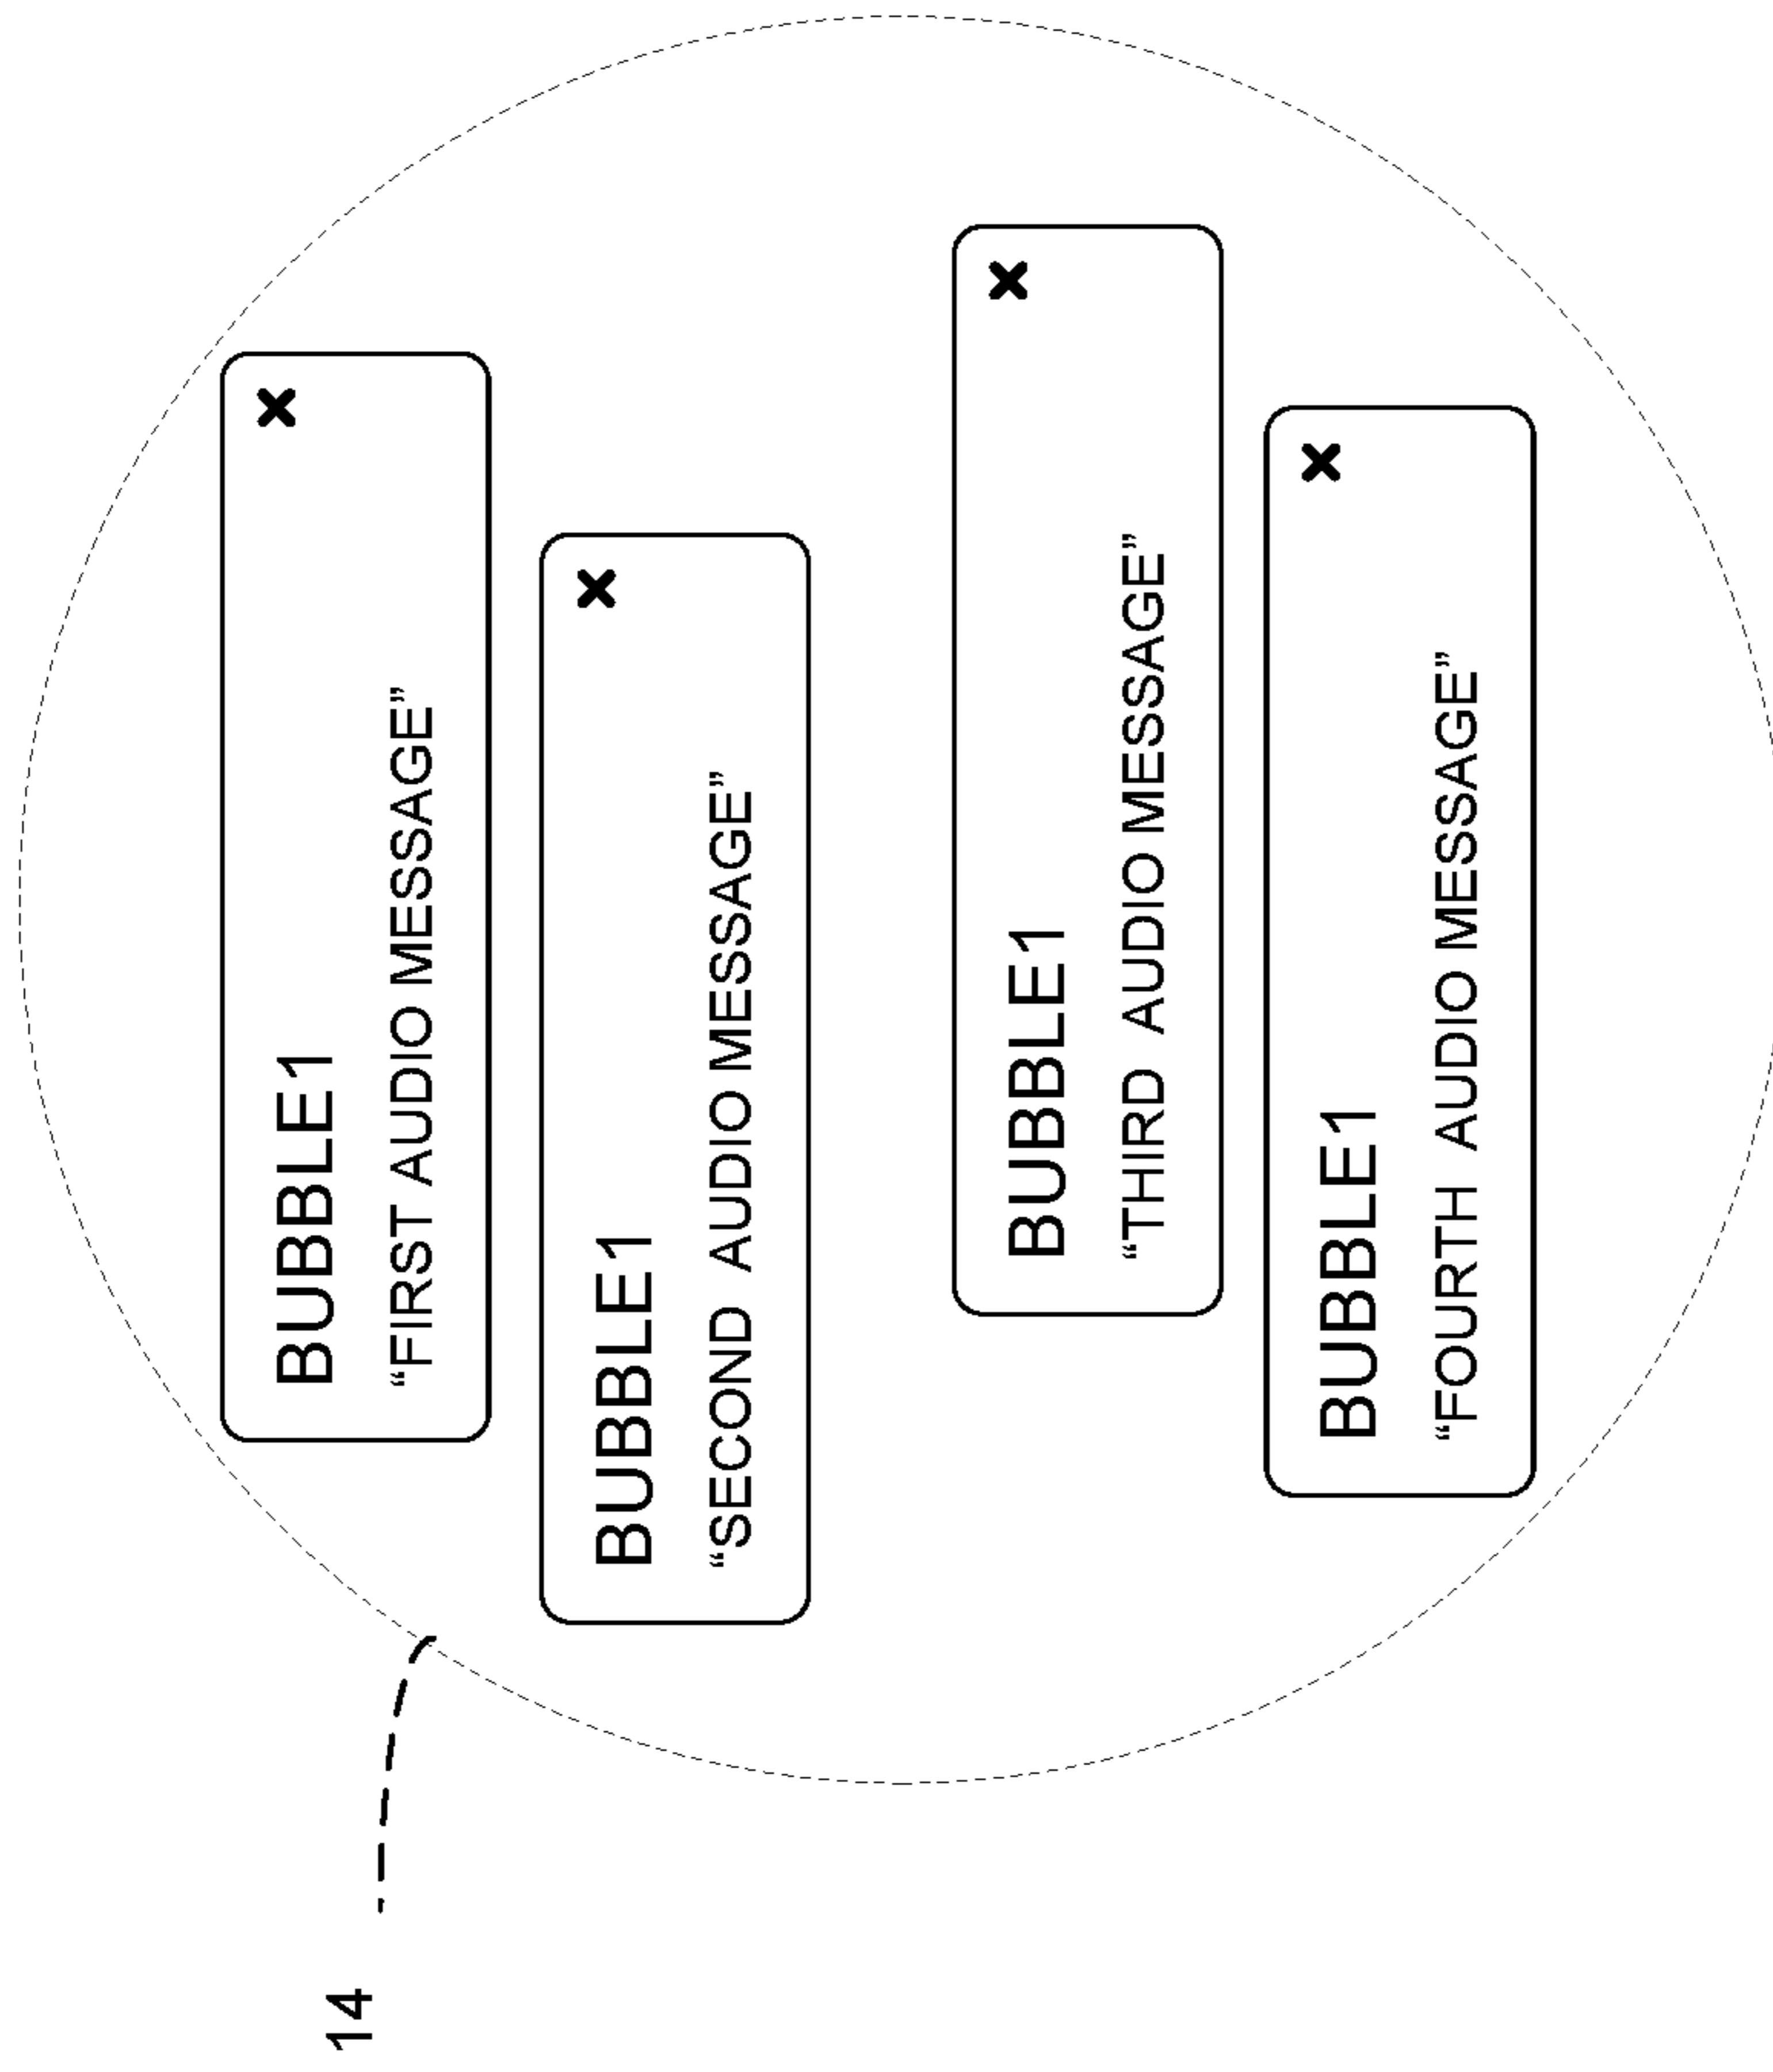 BUBBLE1
“FIRST AUDIO MESSAGE”
BUBBLE1
“SECOND AUDIO MESSAGE”
BUBBLE1
“THIRD AUDIO MESSAGE”
BUBBLE1
“FOURTH AUDIO MESSAGE”
14